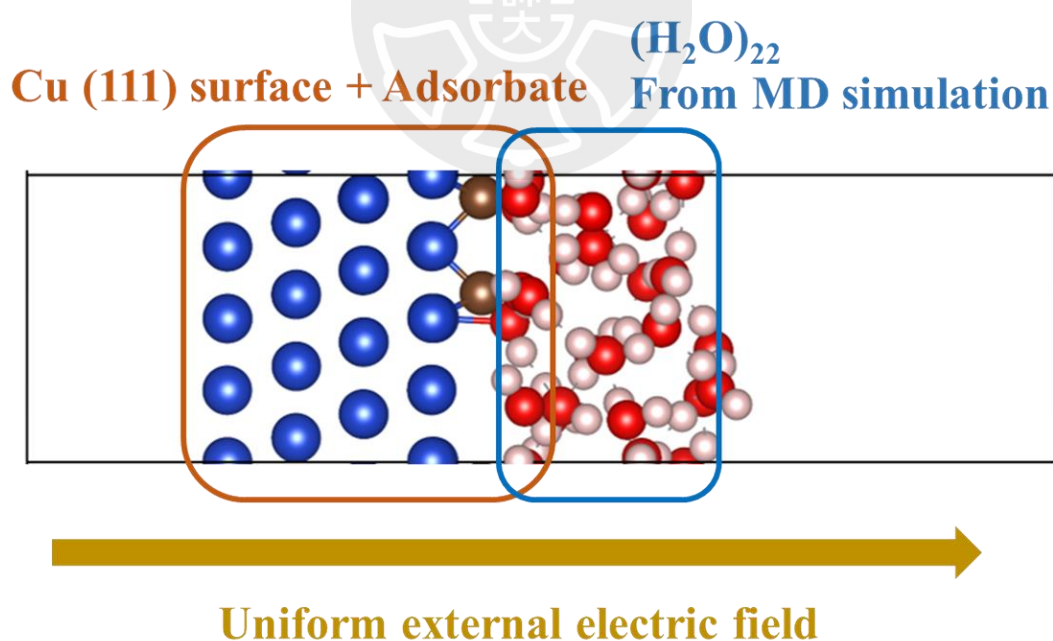 (H₂O)₂₂
Cu (111) surface + Adsorbate
From MD simulation
Uniform external electric field